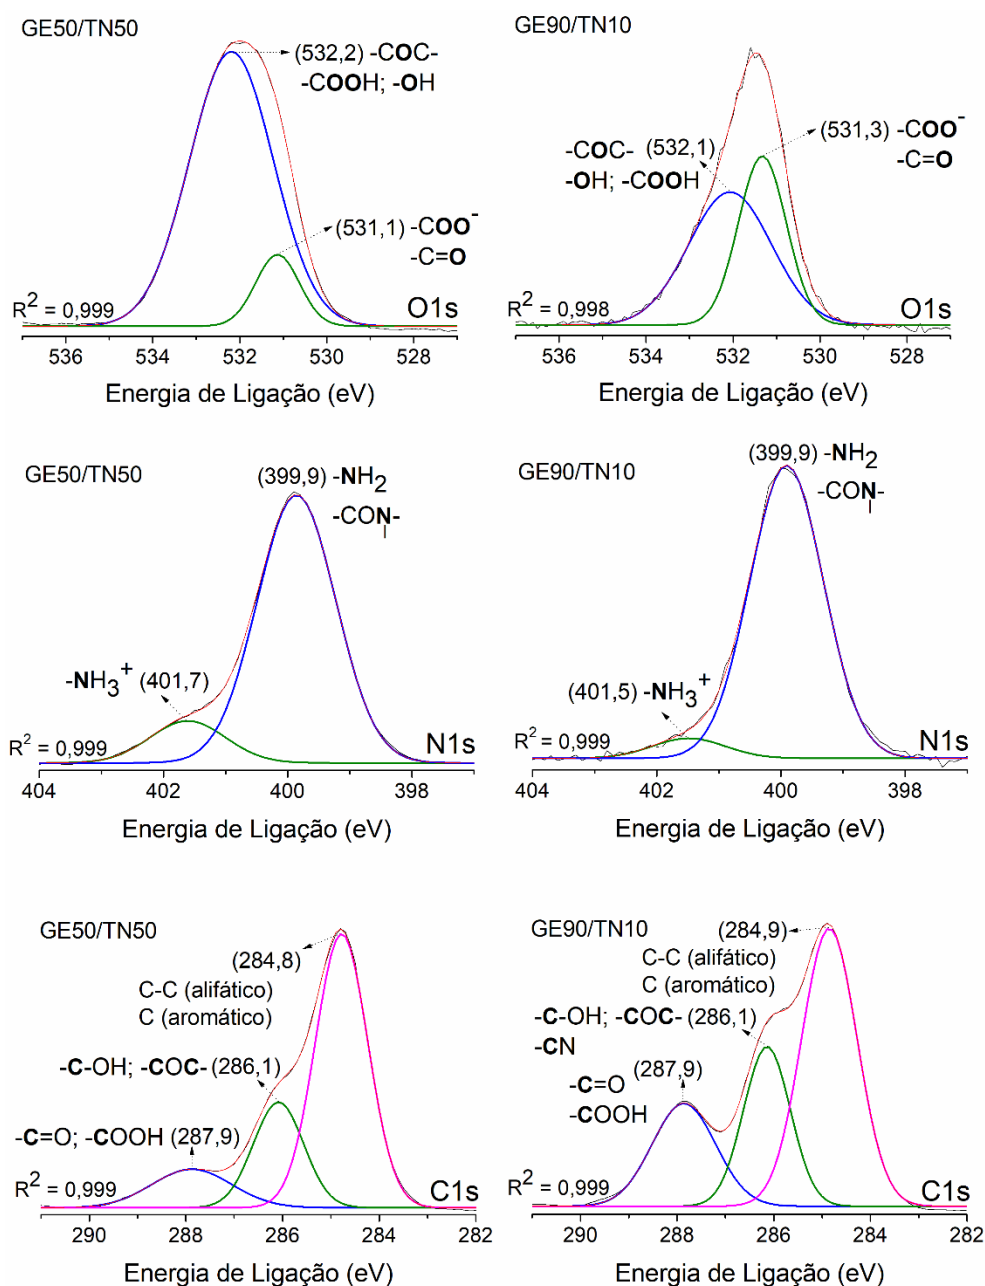 GE50/TN50
(532,2) -COC-
-COOH; -OH
(531,1) -COO⁻
-C=O
R² = 0,999
O1s
536 534 532 530 528
Energia de Ligação (eV)
GE90/TN10
(531,3) -COO⁻
-C=O
-COC- (532,1)
-OH; -COOH
R² = 0,998
O1s
536 534 532 530 528
Energia de Ligação (eV)
GE50/TN50
(399,9) -NH₂
-CON-
-NH₃⁺ (401,7)
R² = 0,999
N1s
404 402 400 398
Energia de Ligação (eV)
GE90/TN10
(399,9) -NH₂
-CON-
(401,5) -NH₃⁺
R² = 0,999
N1s
404 402 400 398
Energia de Ligação (eV)
GE50/TN50
(284,8)
C-C (alifático)
C (aromático)
-C-OH; -COC- (286,1)
-C=O; -COOH (287,9)
R² = 0,999
C1s
290 288 286 284 282
Energia de Ligação (eV)
GE90/TN10
(284,9)
C-C (alifático)
C (aromático)
-C-OH; -COC- (286,1)
-CN
(287,9)
-C=O
-COOH
R² = 0,999
C1s
290 288 286 284 282
Energia de Ligação (eV)